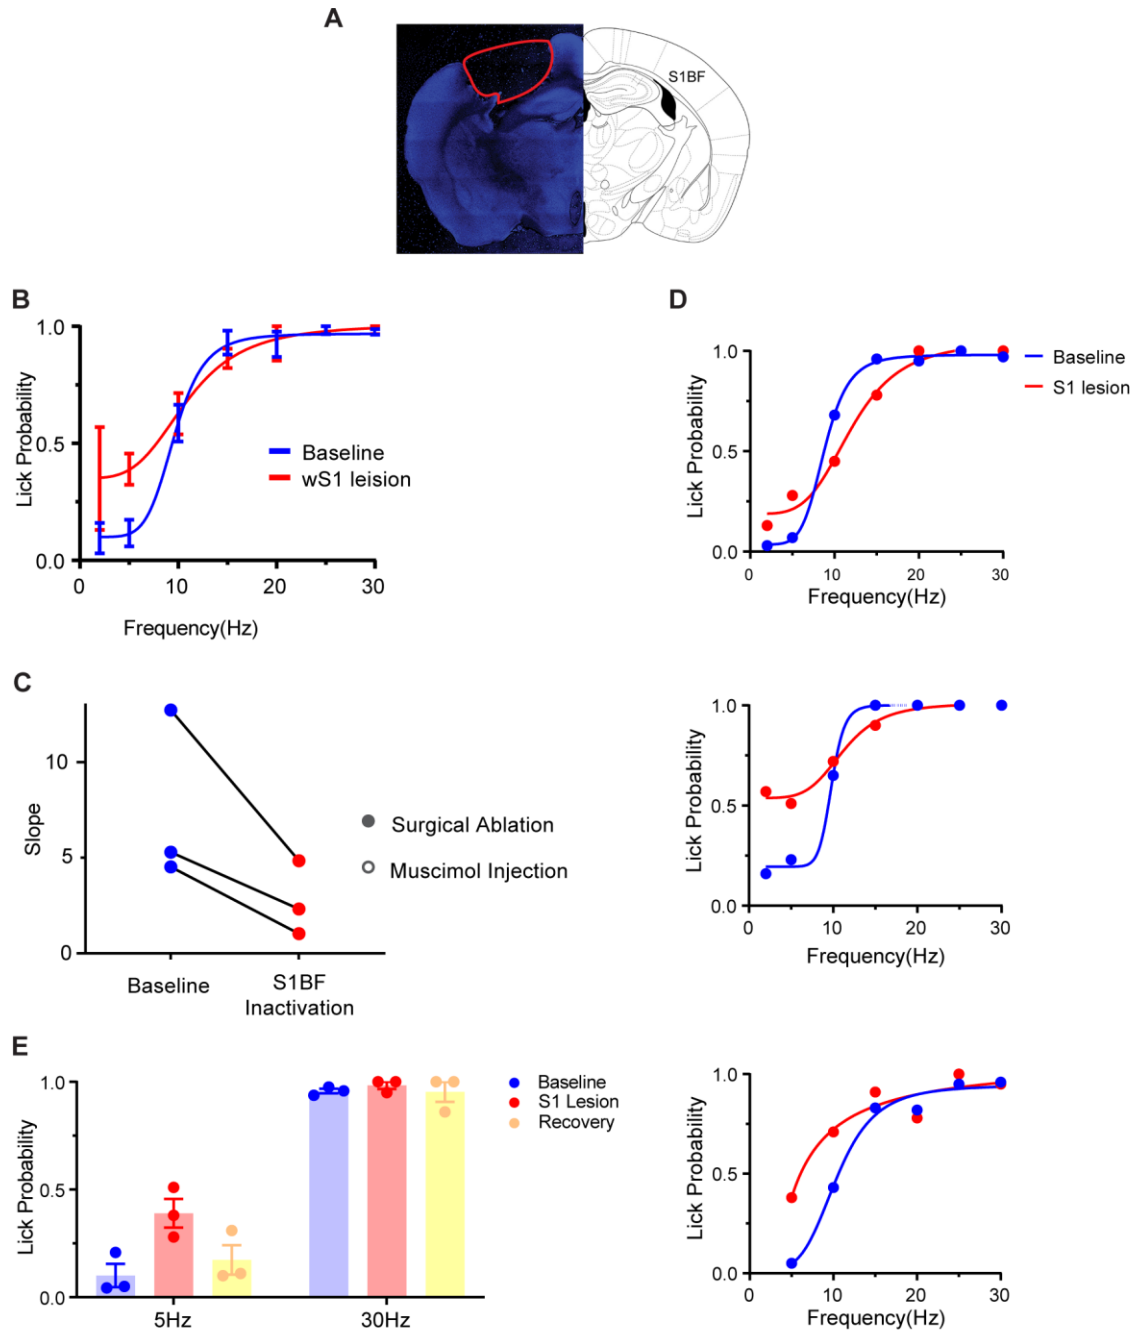 A
S1BF
B
1.0
0.5
0.0
Lick Probability
Baseline
wS1 leision
0
10
20
30
Frequency(Hz)
C
10
5
0
Slope
Surgical Ablation
Muscimol Injection
Baseline
S1BF
Inactivation
D
1.0
0.5
0.0
Lick Probability
Baseline
S1 lesion
0
10
20
30
Frequency(Hz)
1.0
0.5
0.0
Lick Probability
0
10
20
30
Frequency(Hz)
1.0
0.5
0.0
Lick Probability
0
10
20
30
Frequency(Hz)
E
1.0
0.5
0.0
Lick Probability
Baseline
S1 Lesion
Recovery
5Hz
30Hz